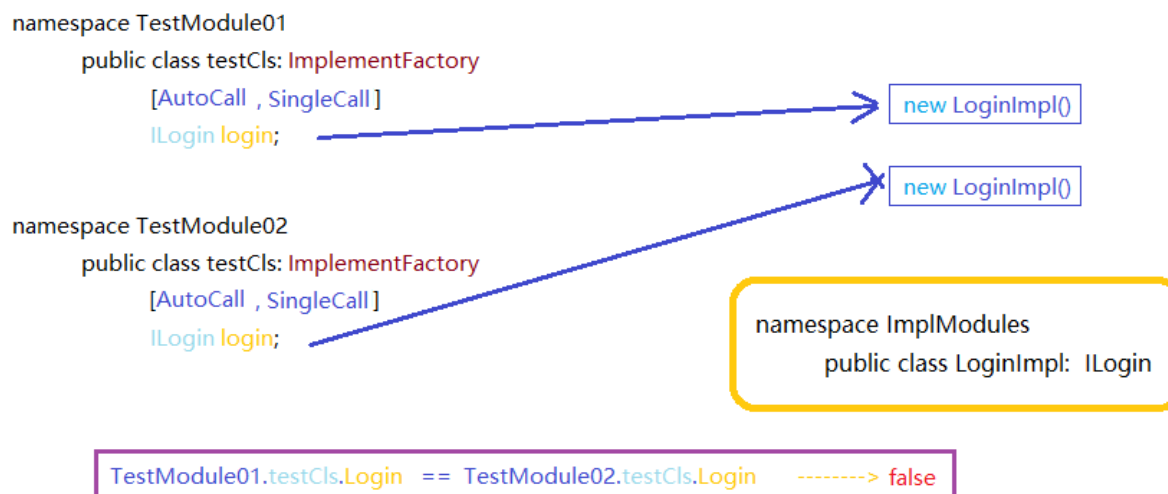 namespace TestModule01
public class testCls: ImplementFactory
[AutoCall , SingleCall]
ILogin login;
new LoginImpl()
new LoginImpl()
namespace TestModule02
public class testCls: ImplementFactory
[AutoCall , SingleCall]
ILogin login;
namespace ImplModules
public class LoginImpl: ILogin
TestModule01.testCls.Login == TestModule02.testCls.Login --------> false